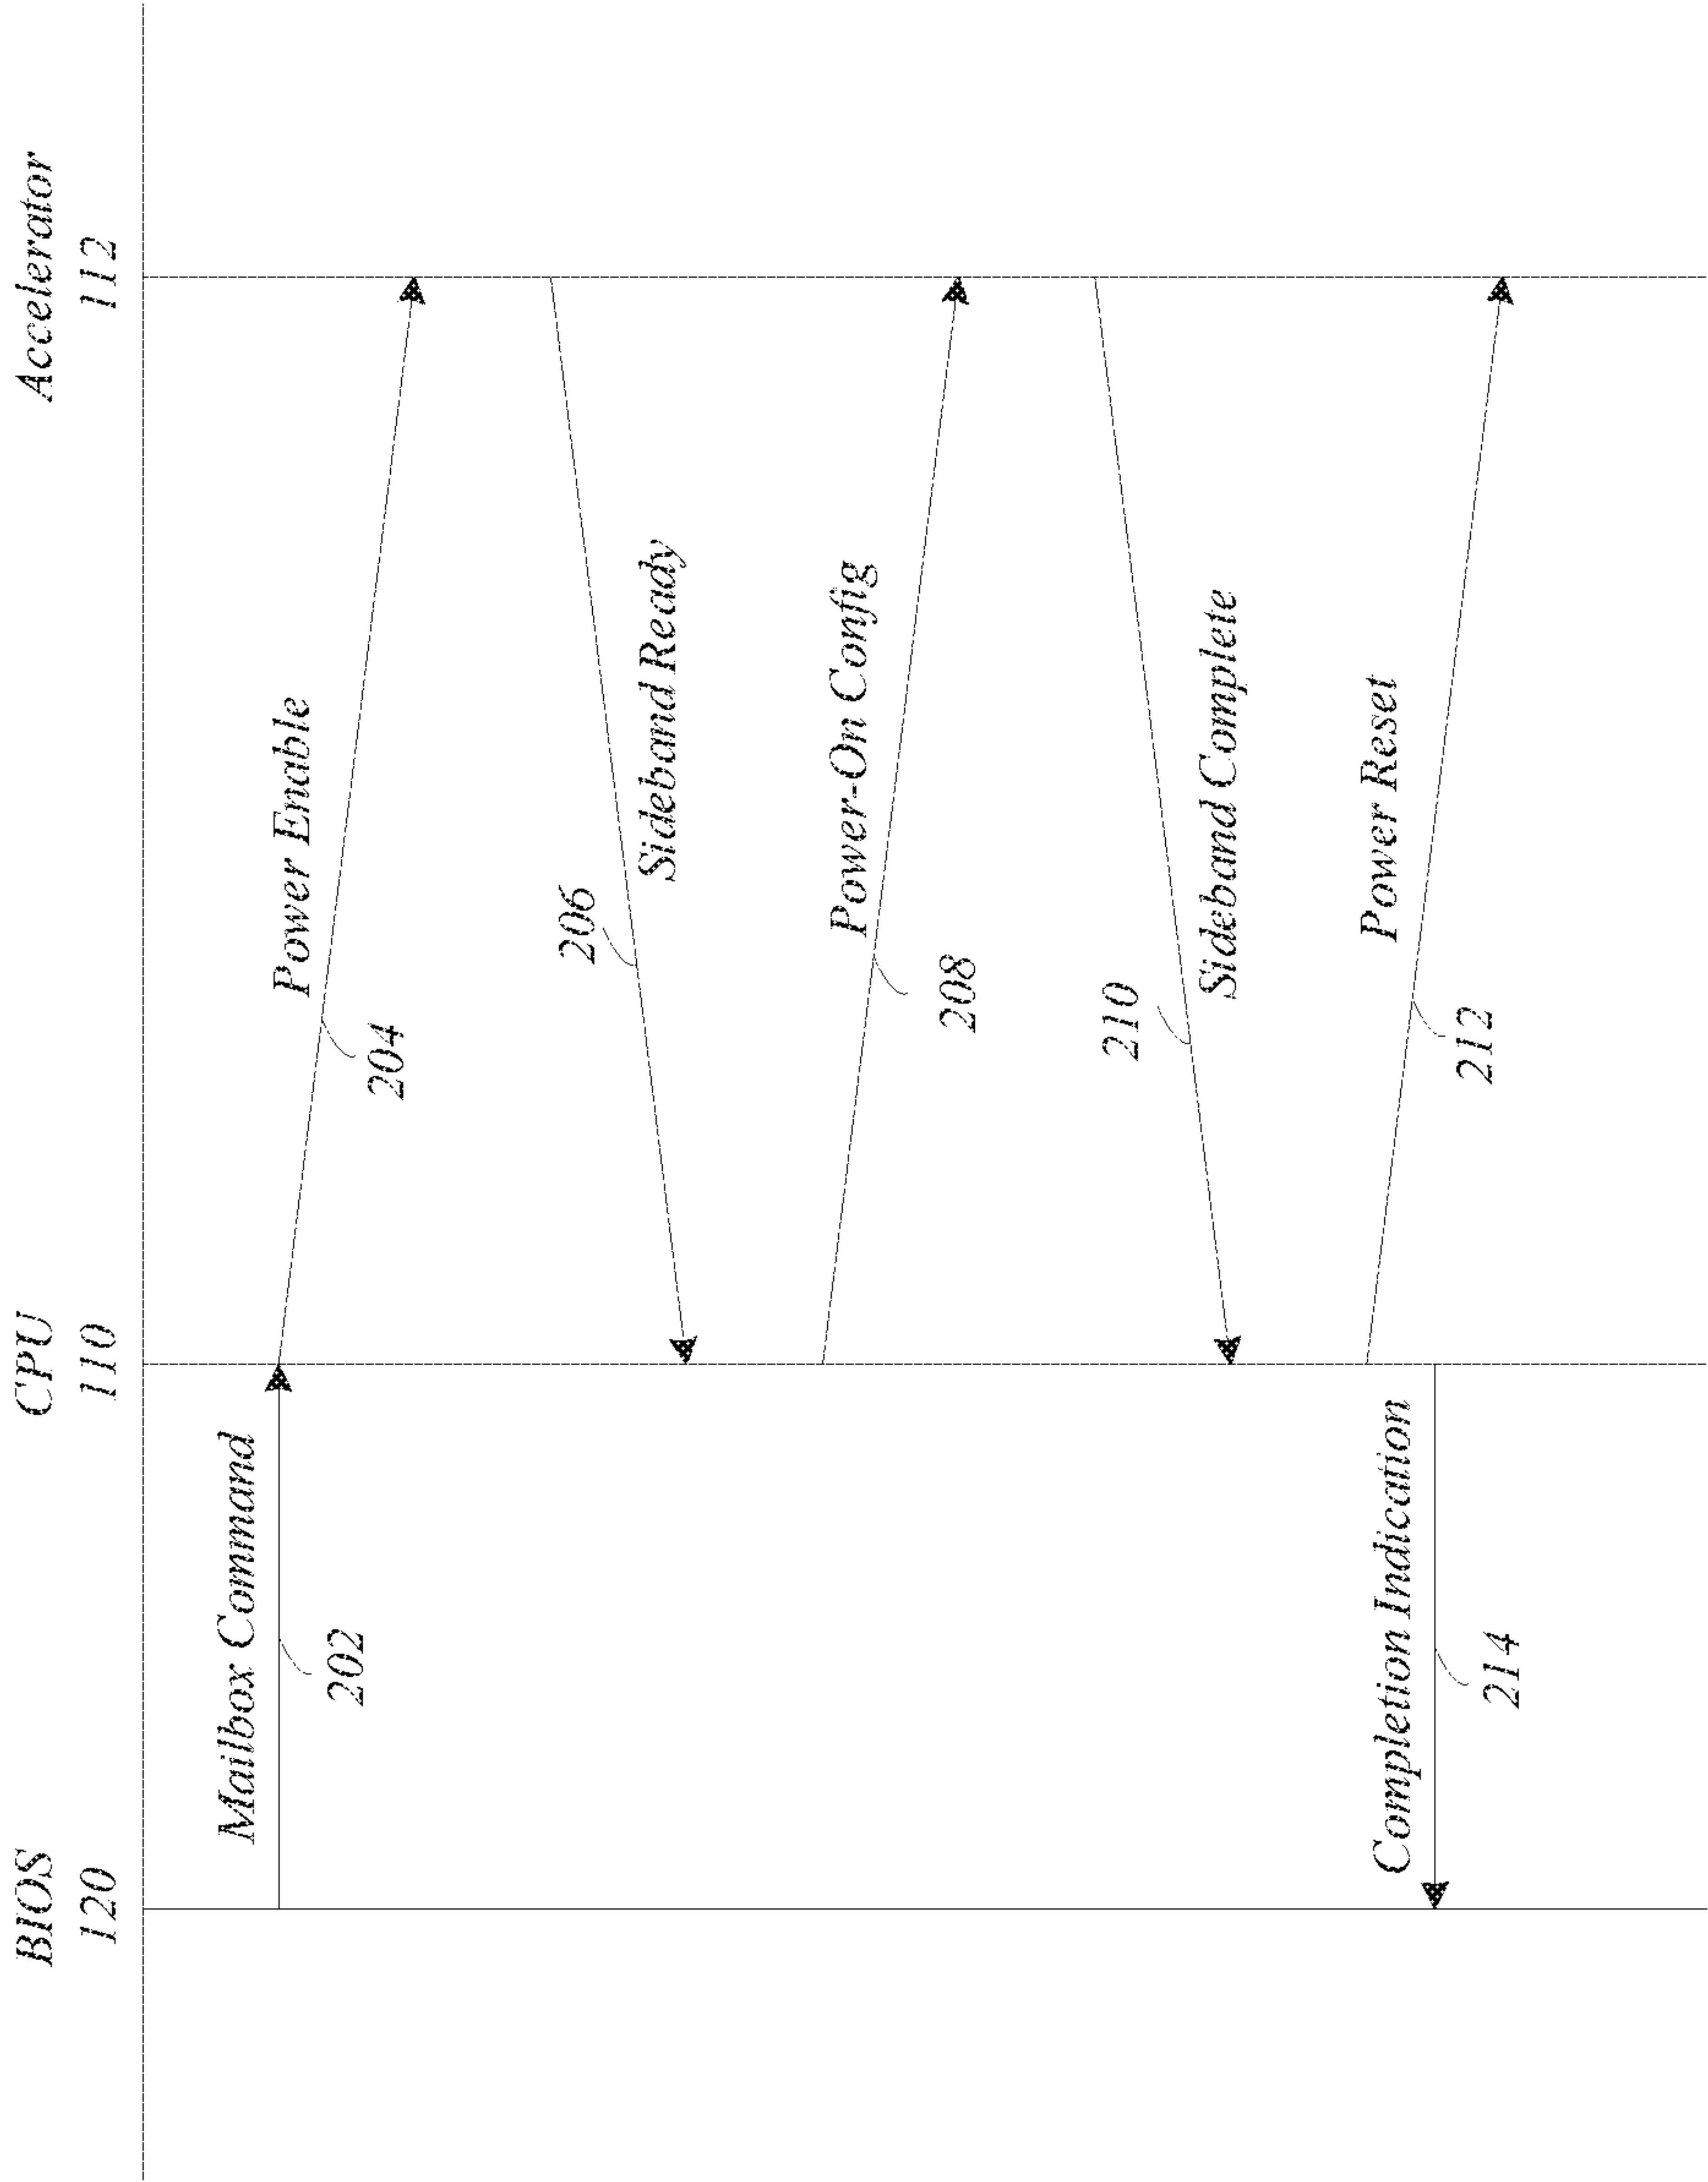 BIOS
120
CPU
110
Accelerator
112
Mailbox Command
202
Power Enable
204
206
Sideband Ready
Power-On Config
208
210
Sideband Complete
Power Reset
212
Completion Indication
214